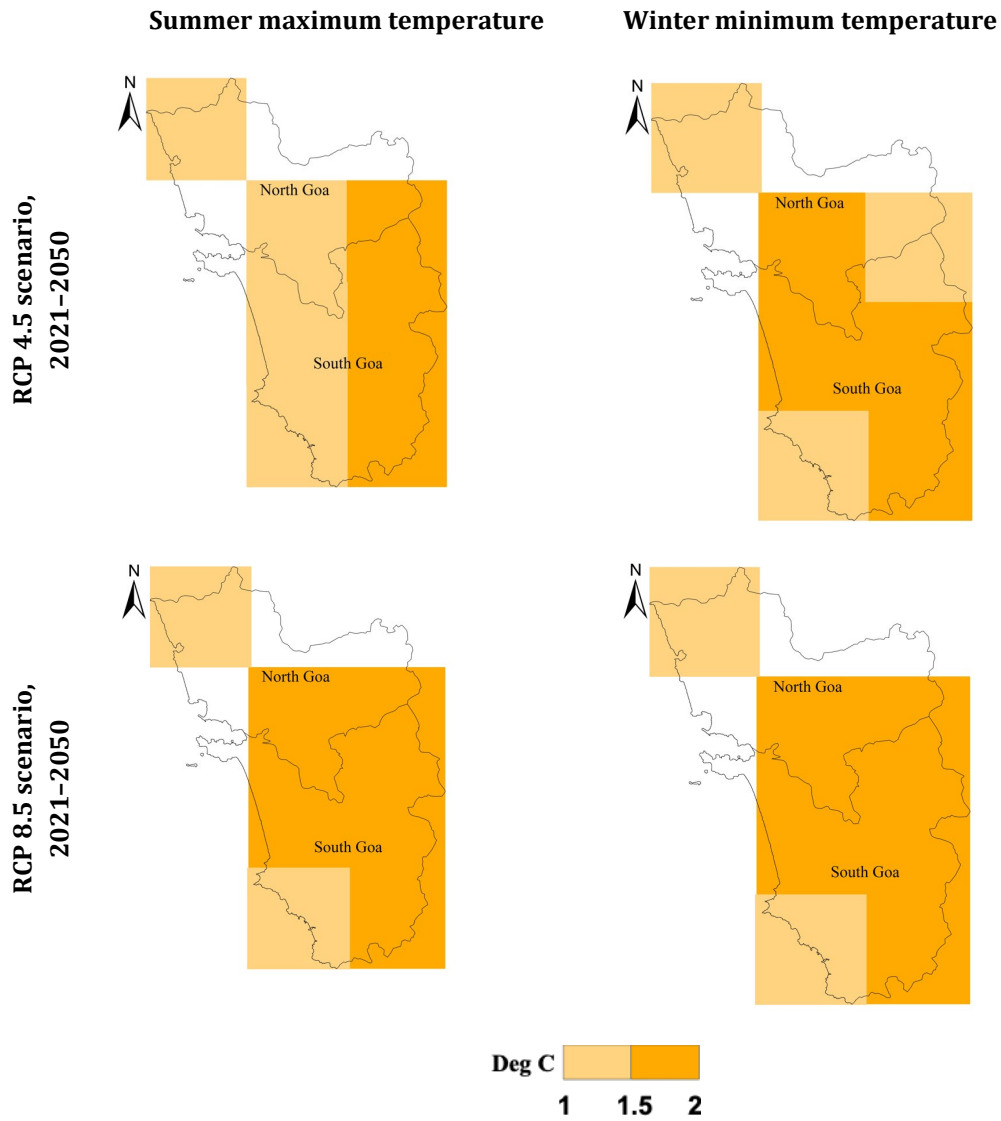 Summer maximum temperature
Winter minimum temperature
RCP 4.5 scenario,
2021–2050
N
North Goa
South Goa
N
North Goa
South Goa
RCP 8.5 scenario,
2021–2050
N
North Goa
South Goa
N
North Goa
South Goa
Deg C
1 1.5 2